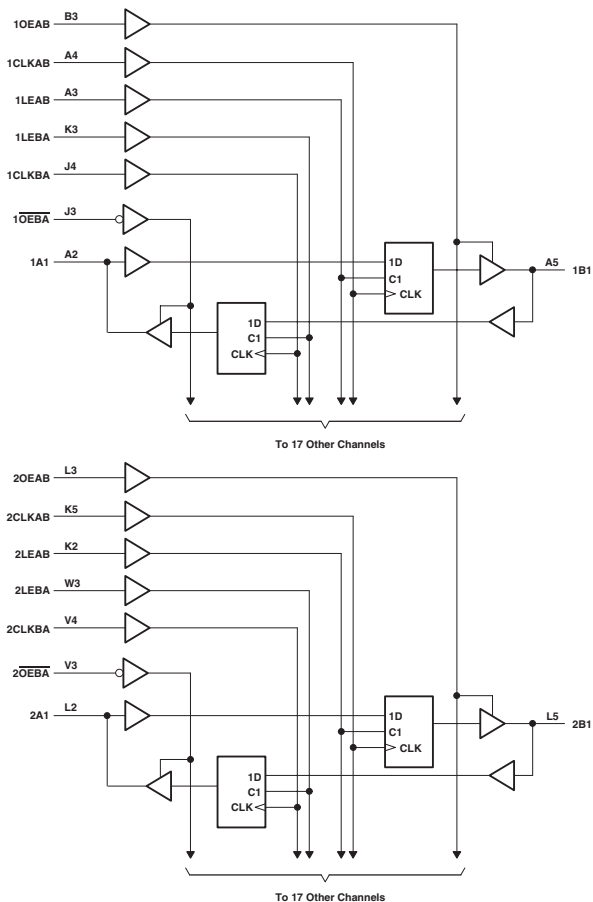 1OEAB B3
1CLKAB A4
1LEAB A3
1LEBA K3
1CLKBA J4
1OEBA J3
1A1 A2
1D
C1
CLK
A5 1B1
1D
C1
CLK
To 17 Other Channels
2OEAB L3
2CLKAB K5
2LEAB K2
2LEBA W3
2CLKBA V4
2OEBA V3
2A1 L2
1D
C1
CLK
L5 2B1
1D
C1
CLK
To 17 Other Channels